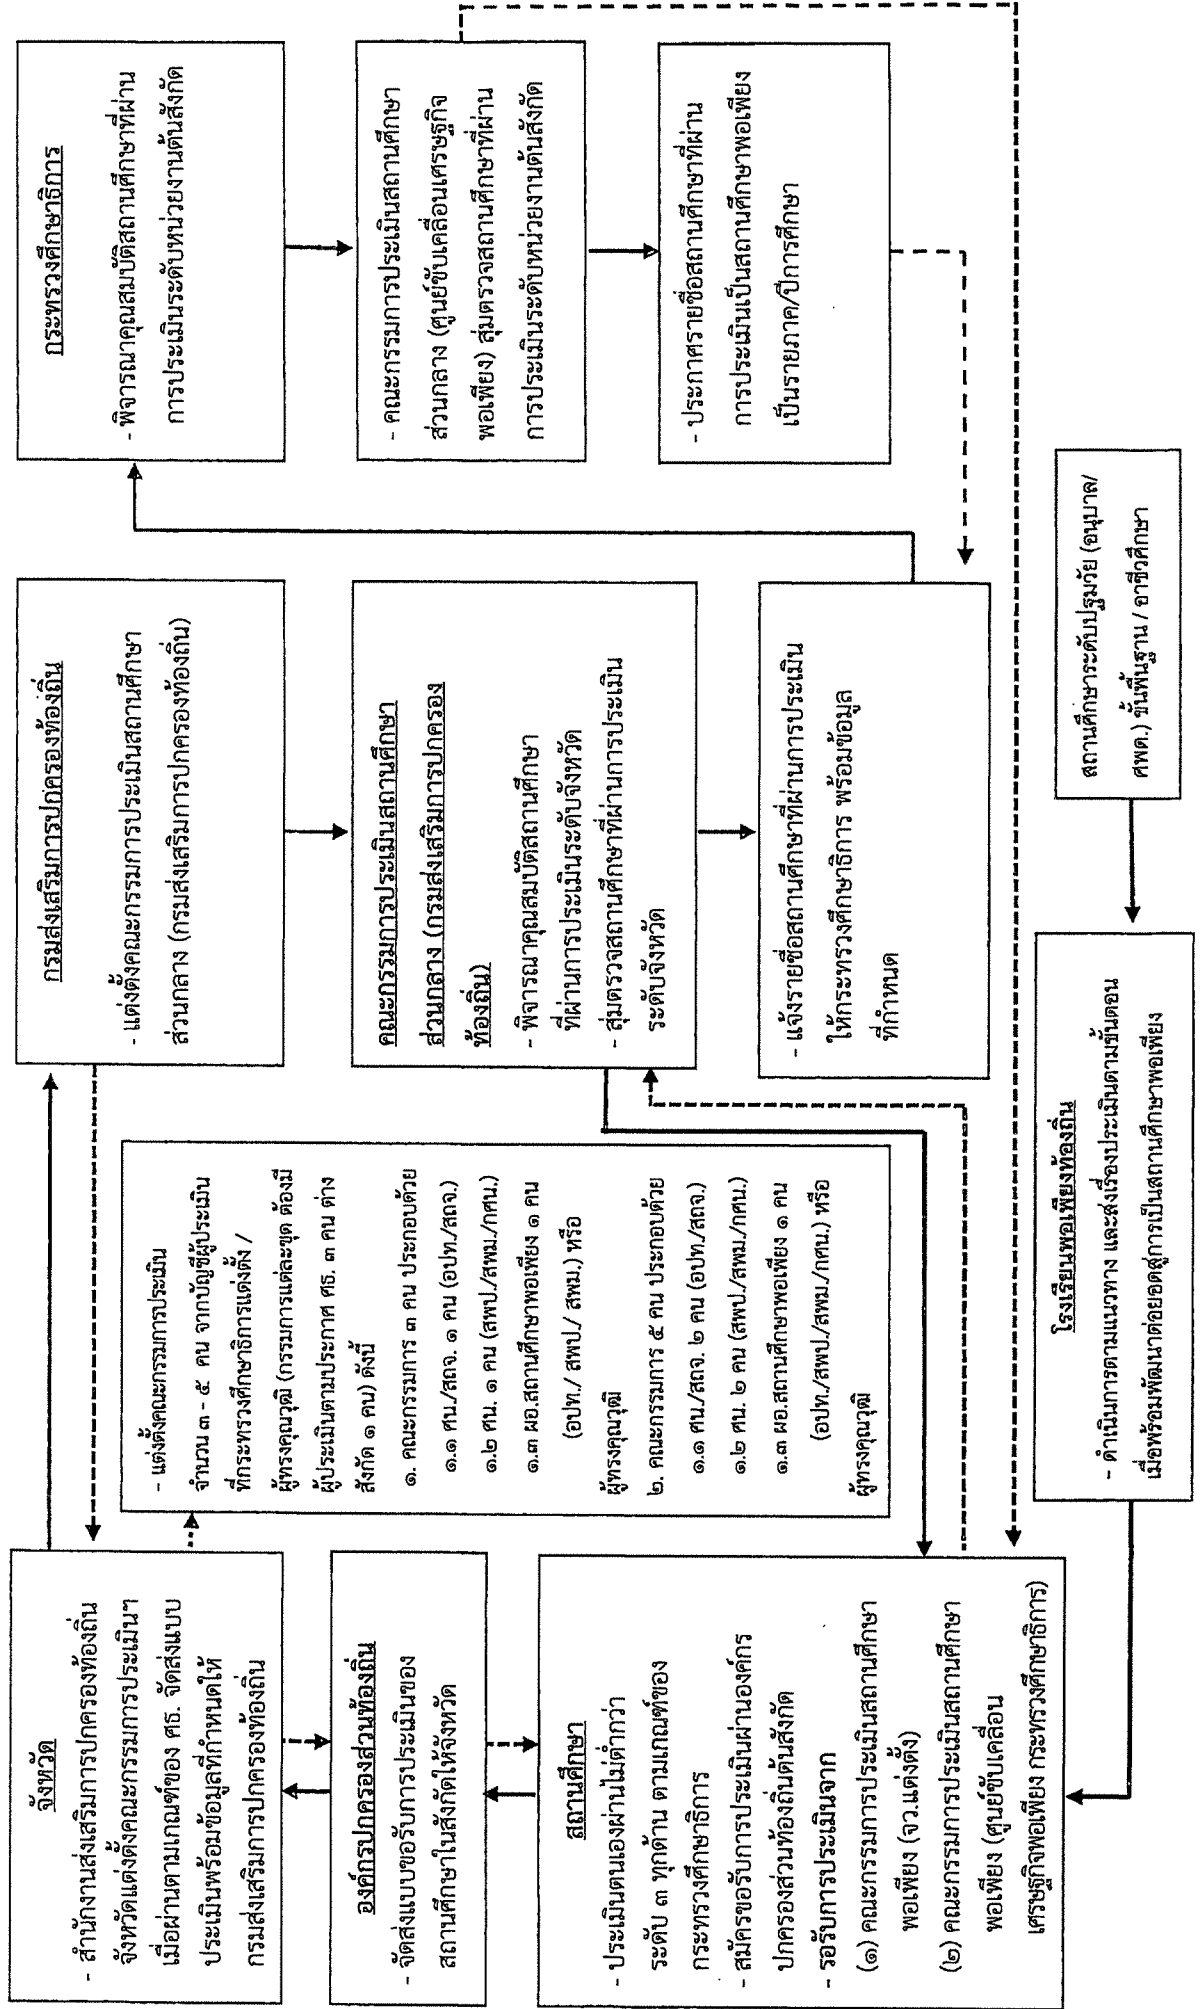 จังหวัด
- สำนักงานส่งเสริมการปกครองท้องถิ่น
จังหวัดแต่งตั้งคณะกรรมการประเมินฯ
เมื่อผ่านตามเกณฑ์ของ ศธ. จัดส่งแบบ
ประเมินพร้อมข้อมูลที่กำหนดให้
กรมส่งเสริมการปกครองท้องถิ่น
องค์กรปกครองส่วนท้องถิ่น
- จัดส่งแบบขอรับการประเมินของ
สถานศึกษาในสังกัดให้จังหวัด
สถานศึกษา
- ประเมินตนเองผ่านไม่ต่ำกว่า
ระดับ ๓ ทุกด้าน ตามเกณฑ์ของ
กระทรวงศึกษาธิการ
- สมัครขอรับการประเมินผ่านองค์กร
ปกครองส่วนท้องถิ่นต้นสังกัด
- รอรับการประเมินจาก
(๑) คณะกรรมการประเมินสถานศึกษา
พอเพียง (จว.แต่งตั้ง)
(๒) คณะกรรมการประเมินสถานศึกษา
พอเพียง (ศูนย์ขับเคลื่อน
เศรษฐกิจพอเพียง กระทรวงศึกษาธิการ)
- แต่งตั้งคณะกรรมการประเมิน
จำนวน ๓ - ๕ คน จากบัญชีผู้ประเมิน
ที่กระทรวงศึกษาธิการแต่งตั้ง /
ผู้ทรงคุณวุฒิ (กรรมการแต่ละชุด ต้องมี
ผู้ประเมินตามประกาศ ศธ. ๓ คน ต่าง
สังกัด ๑ คน) ดังนี้
๑. คณะกรรมการ ๓ คน ประกอบด้วย
๑.๑ ศน./สถจ. ๑ คน (อปท./สถจ.)
๑.๒ ศน. ๑ คน (สพป./สพม./กศน.)
๑.๓ ผอ.สถานศึกษาพอเพียง ๑ คน
(อปท./ สพป./ สพม.) หรือ
ผู้ทรงคุณวุฒิ
๒. คณะกรรมการ ๕ คน ประกอบด้วย
๑.๑ ศน./สถจ. ๒ คน (อปท./สถจ.)
๑.๒ ศน. ๒ คน (สพป./สพม./กศน.)
๑.๓ ผอ.สถานศึกษาพอเพียง ๑ คน
(อปท./สพป./สพม./กศน.) หรือ
ผู้ทรงคุณวุฒิ
โรงเรียนพอเพียงท้องถิ่น
- ดำเนินการตามแนวทาง และส่งเรื่องประเมินตามขั้นตอน
เมื่อพร้อมพัฒนาต่อยอดสู่การเป็นสถานศึกษาพอเพียง
กรมส่งเสริมการปกครองท้องถิ่น
- แต่งตั้งคณะกรรมการประเมินสถานศึกษา
ส่วนกลาง (กรมส่งเสริมการปกครองท้องถิ่น)
คณะกรรมการประเมินสถานศึกษา
ส่วนกลาง (กรมส่งเสริมการปกครอง
ท้องถิ่น)
- พิจารณาคุณสมบัติสถานศึกษา
ที่ผ่านการประเมินระดับจังหวัด
- สุ่มตรวจสถานศึกษาที่ผ่านการประเมิน
ระดับจังหวัด
- แจ้งรายชื่อสถานศึกษาที่ผ่านการประเมิน
ให้กระทรวงศึกษาธิการ พร้อมข้อมูล
ที่กำหนด
สถานศึกษาระดับปฐมวัย (อนุบาล/
ศพด.) ขั้นพื้นฐาน / อาชีวศึกษา
กระทรวงศึกษาธิการ
- พิจารณาคุณสมบัติสถานศึกษาที่ผ่าน
การประเมินระดับหน่วยงานต้นสังกัด
- คณะกรรมการประเมินสถานศึกษา
ส่วนกลาง (ศูนย์ขับเคลื่อนเศรษฐกิจ
พอเพียง) สุ่มตรวจสถานศึกษาที่ผ่าน
การประเมินระดับหน่วยงานต้นสังกัด
- ประกาศรายชื่อสถานศึกษาที่ผ่าน
การประเมินเป็นสถานศึกษาพอเพียง
เป็นรายภาค/ปีการศึกษา